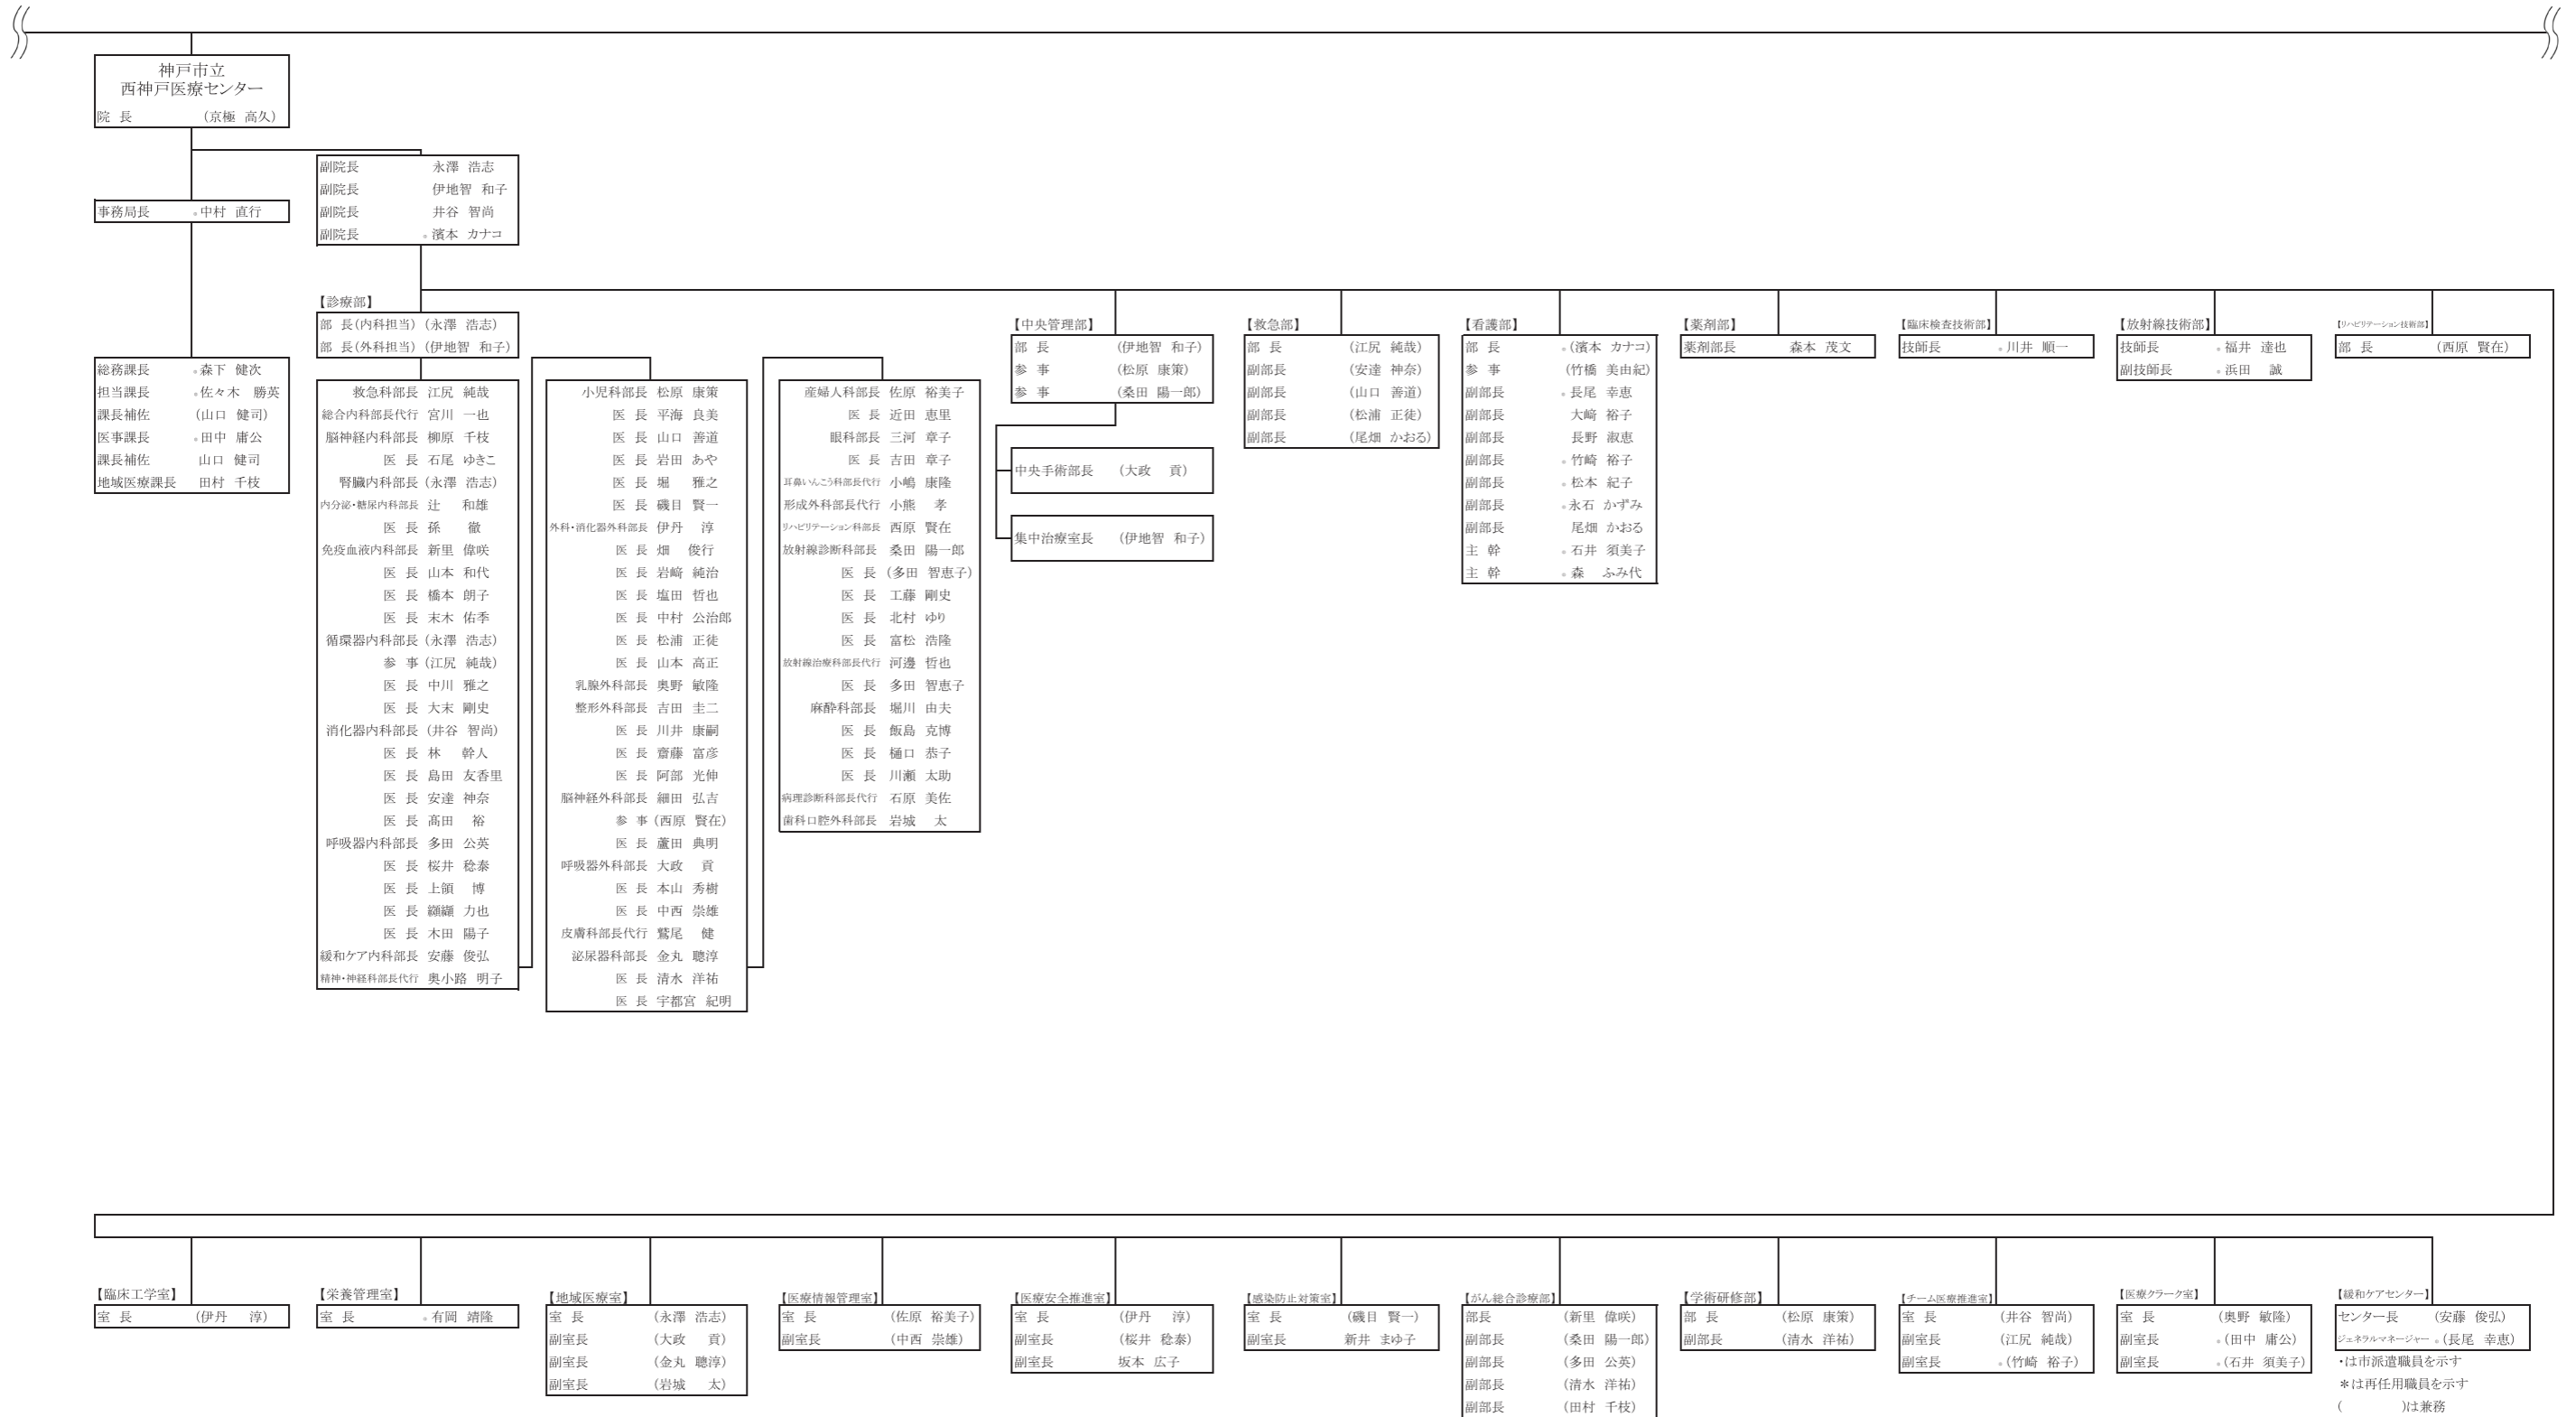 神戸市立
西神戸医療センター
院 長 (京極 高久)
副院長 永澤 浩志
副院長 伊地智 和子
副院長 井谷 智尚
副院長 ・濱本 カナコ
事務局長 ・中村 直行
総務課長 ・森下 健次
担当課長 ・佐々木 勝英
課長補佐 (山口 健司)
医事課長 ・田中 庸公
課長補佐 山口 健司
地域医療課長 田村 千枝
【診療部】
部 長(内科担当) (永澤 浩志)
部 長(外科担当) (伊地智 和子)
救急科部長 江尻 純哉
総合内科部長代行 宮川 一也
脳神経内科部長 柳原 千枝
医 長 石尾 ゆきこ
腎臓内科部長 (永澤 浩志)
内分泌・糖尿内科部長 辻 和雄
医 長 孫 徹
免疫血液内科部長 新里 偉咲
医 長 山本 和代
医 長 橋本 朗子
医 長 末木 佑季
循環器内科部長 (永澤 浩志)
参 事 (江尻 純哉)
医 長 中川 雅之
医 長 大末 剛史
消化器内科部長 (井谷 智尚)
医 長 林 幹人
医 長 島田 友香里
医 長 安達 神奈
医 長 髙田 裕
呼吸器内科部長 多田 公英
医 長 桜井 稔泰
医 長 上領 博
医 長 纐纈 力也
医 長 木田 陽子
緩和ケア内科部長 安藤 俊弘
精神・神経科部長代行 奥小路 明子
小児科部長 松原 康策
医 長 平海 良美
医 長 山口 善道
医 長 岩田 あや
医 長 堀 雅之
医 長 磯目 賢一
外科・消化器外科部長 伊丹 淳
医 長 畑 俊行
医 長 岩﨑 純治
医 長 塩田 哲也
医 長 中村 公治郎
医 長 松浦 正徒
医 長 山本 高正
乳腺外科部長 奥野 敏隆
整形外科部長 吉田 圭二
医 長 川井 康嗣
医 長 齋藤 富彦
医 長 阿部 光伸
脳神経外科部長 細田 弘吉
参 事 (西原 賢在)
医 長 蘆田 典明
呼吸器外科部長 大政 貢
医 長 本山 秀樹
医 長 中西 崇雄
皮膚科部長代行 鷲尾 健
泌尿器科部長 金丸 聰淳
医 長 清水 洋祐
医 長 宇都宮 紀明
産婦人科部長 佐原 裕美子
医 長 近田 恵里
眼科部長 三河 章子
医 長 吉田 章子
耳鼻いんこう科部長代行 小嶋 康隆
形成外科部長代行 小熊 孝
リハビリテーション科部長 西原 賢在
放射線診断科部長 桑田 陽一郎
医 長 (多田 智恵子)
医 長 工藤 剛史
医 長 北村 ゆり
医 長 富松 浩隆
放射線治療科部長代行 河邊 哲也
医 長 多田 智恵子
麻酔科部長 堀川 由夫
医 長 飯島 克博
医 長 樋口 恭子
医 長 川瀬 太助
病理診断科部長代行 石原 美佐
歯科口腔外科部長 岩城 太
【中央管理部】
部 長 (伊地智 和子)
参 事 (松原 康策)
参 事 (桑田 陽一郎)
中央手術部長 (大政 貢)
集中治療室長 (伊地智 和子)
【救急部】
部 長 (江尻 純哉)
副部長 (安達 神奈)
副部長 (山口 善道)
副部長 (松浦 正徒)
副部長 (尾畑 かおる)
【看護部】
部 長 ・(濱本 カナコ)
参 事 (竹橋 美由紀)
副部長 ・長尾 幸恵
副部長 大﨑 裕子
副部長 長野 淑恵
副部長 ・竹崎 裕子
副部長 ・松本 紀子
副部長 ・永石 かずみ
副部長 尾畑 かおる
主 幹 ・石井 須美子
主 幹 ・森 ふみ代
【薬剤部】
薬剤部長 森本 茂文
【臨床検査技術部】
技師長 ・川井 順一
【放射線技術部】
技師長 ・福井 達也
副技師長 ・浜田 誠
【リハビリテーション技術部】
部 長 (西原 賢在)
【臨床工学室】
室 長 (伊丹 淳)
【栄養管理室】
室 長 ・有岡 靖隆
【地域医療室】
室 長 (永澤 浩志)
副室長 (大政 貢)
副室長 (金丸 聰淳)
副室長 (岩城 太)
【医療情報管理室】
室 長 (佐原 裕美子)
副室長 (中西 崇雄)
【医療安全推進室】
室 長 (伊丹 淳)
副室長 (桜井 稔泰)
副室長 坂本 広子
【感染防止対策室】
室 長 (磯目 賢一)
副室長 新井 まゆ子
【がん総合診療部】
部長 (新里 偉咲)
副部長 (桑田 陽一郎)
副部長 (多田 公英)
副部長 (清水 洋祐)
副部長 (田村 千枝)
【学術研修部】
部 長 (松原 康策)
副部長 (清水 洋祐)
【チーム医療推進室】
室 長 (井谷 智尚)
副室長 (江尻 純哉)
副室長 ・(竹崎 裕子)
【医療クラーク室】
室 長 (奥野 敏隆)
副室長 ・(田中 庸公)
副室長 ・(石井 須美子)
【緩和ケアセンター】
センター長 (安藤 俊弘)
ジェネラルマネージャー ・(長尾 幸恵)
・は市派遣職員を示す
＊は再任用職員を示す
( )は兼務